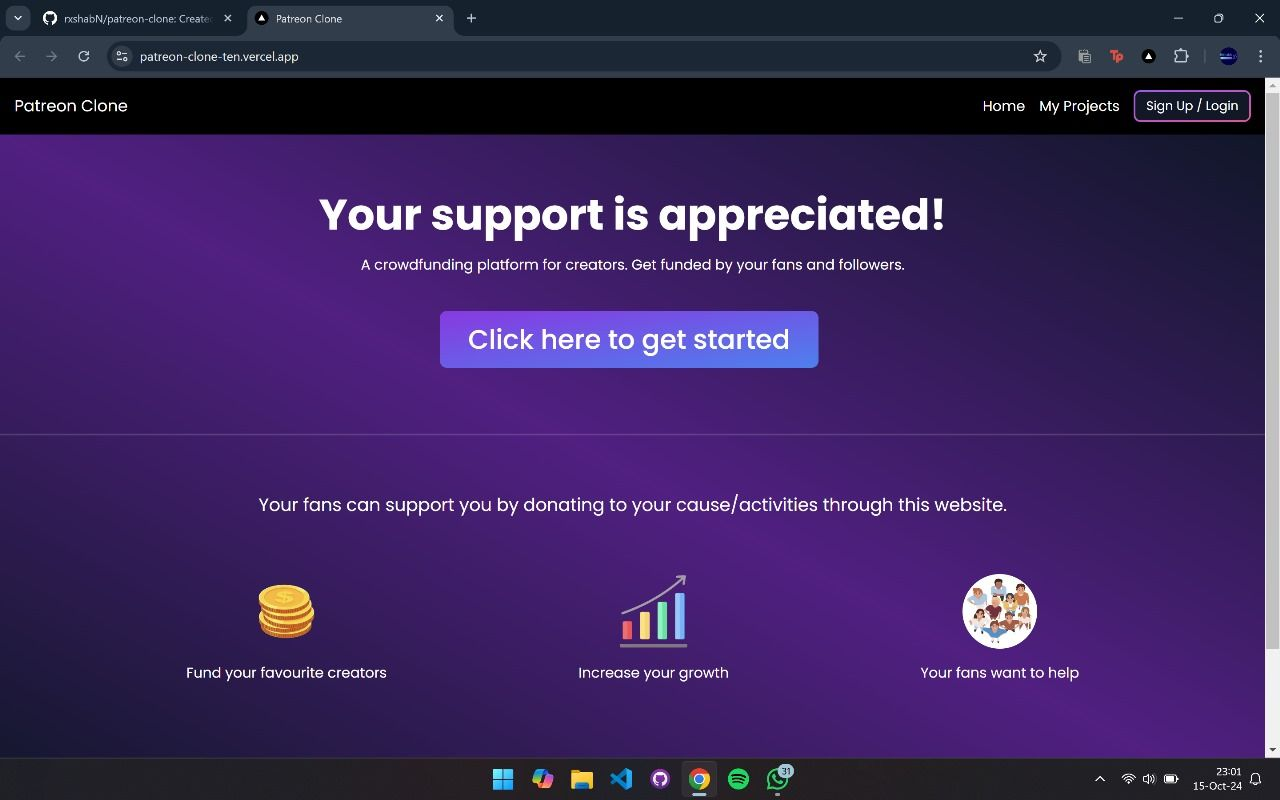 rxshabN/patreon-clone: Create
Patreon Clone
patreon-clone-ten.vercel.app
Patreon Clone
Home
My Projects
Sign Up / Login
Your support is appreciated!
A crowdfunding platform for creators. Get funded by your fans and followers.
Click here to get started
Your fans can support you by donating to your cause/activities through this website.
Fund your favourite creators
Increase your growth
Your fans want to help
31
23:01
15-Oct-24